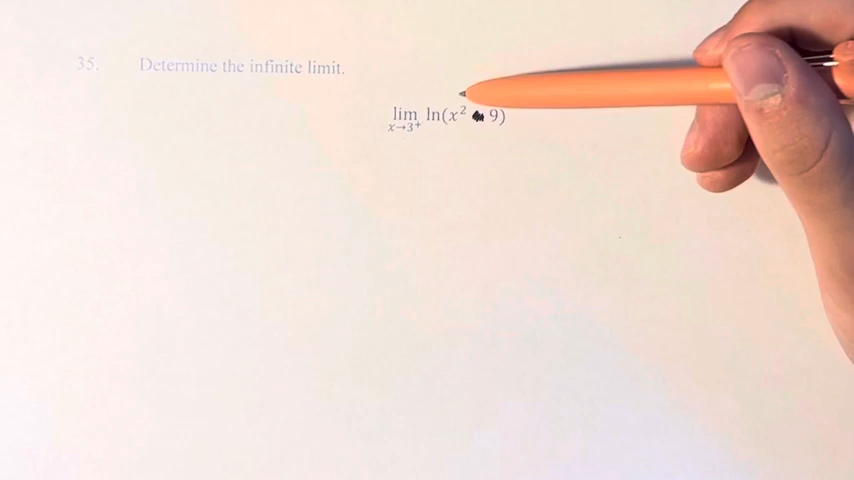 35. Determine the infinite limit.
lim ln(x² 9)
x→3⁺